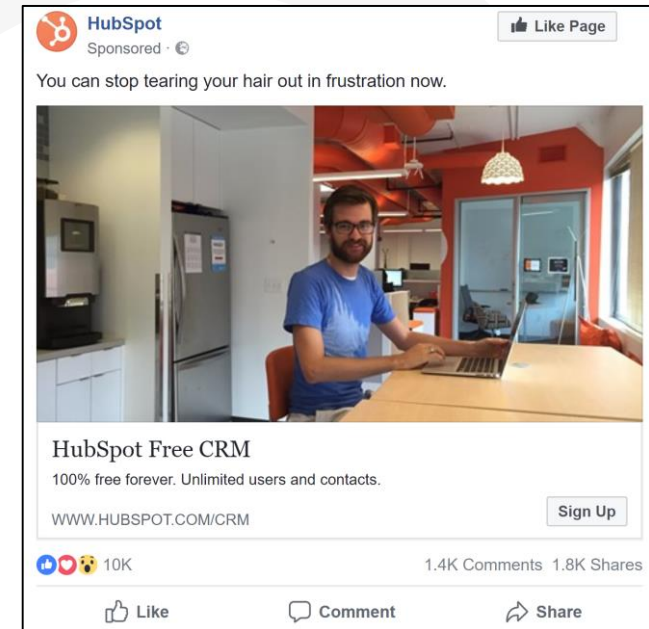 HubSpot
Like Page
Sponsored ·
You can stop tearing your hair out in frustration now.
HubSpot Free CRM
100% free forever. Unlimited users and contacts.
WWW.HUBSPOT.COM/CRM
Sign Up
10K
1.4K Comments 1.8K Shares
Like
Comment
Share